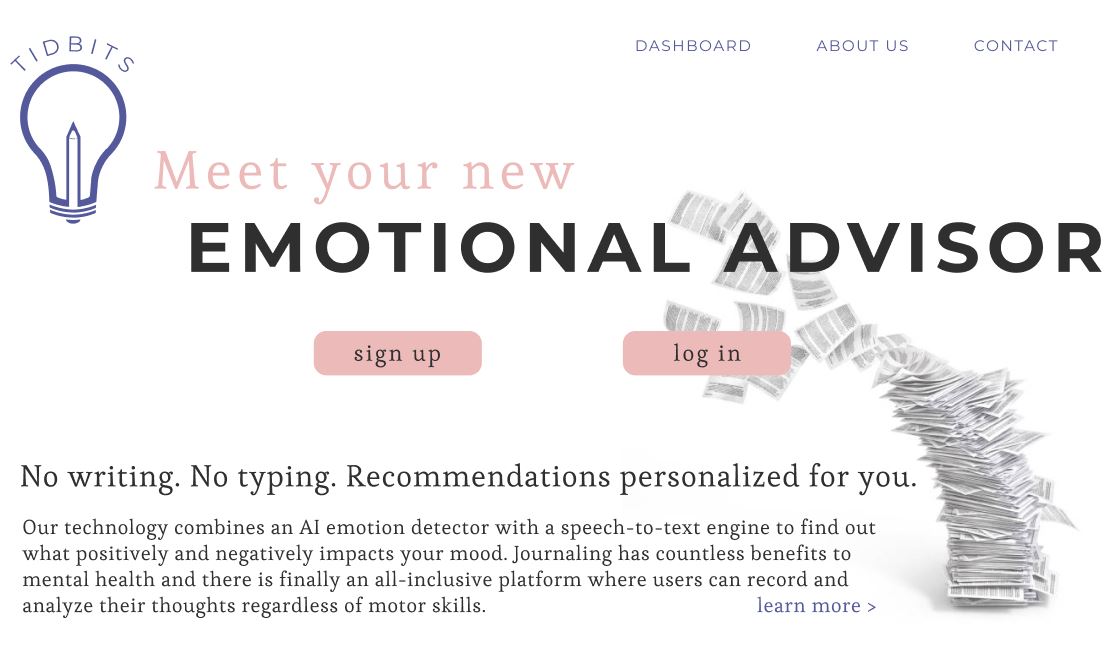 TIDBITS
DASHBOARD
ABOUT US
CONTACT
Meet your new
EMOTIONAL ADVISOR
sign up
log in
No writing. No typing. Recommendations personalized for you.
Our technology combines an AI emotion detector with a speech-to-text engine to find out
what positively and negatively impacts your mood. Journaling has countless benefits to
mental health and there is finally an all-inclusive platform where users can record and
analyze their thoughts regardless of motor skills.
learn more >